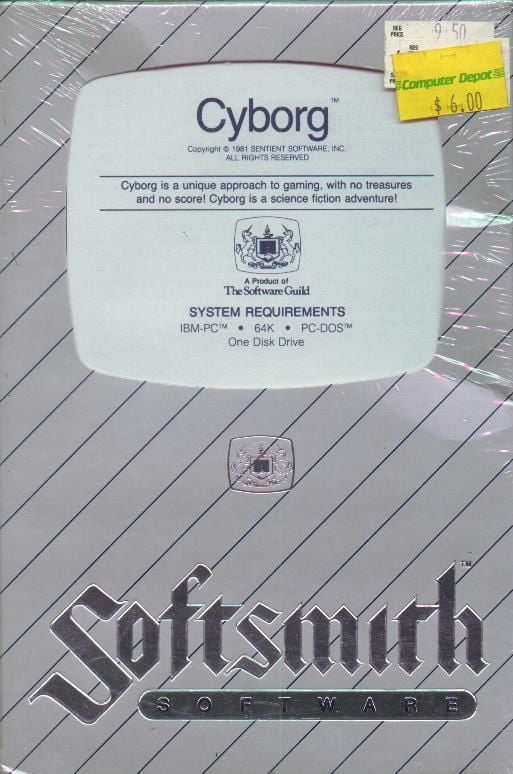 REG
PRICE
9.50
REG
Computer Depot
$ 6.00
Cyborg™
Copyright © 1981 SENTIENT SOFTWARE, INC.
ALL RIGHTS RESERVED
Cyborg is a unique approach to gaming, with no treasures
and no score! Cyborg is a science fiction adventure!
A Product of
The Software Guild
SYSTEM REQUIREMENTS
IBM-PC™ • 64K • PC-DOS™
One Disk Drive
Softsmith™
SOFTWARE